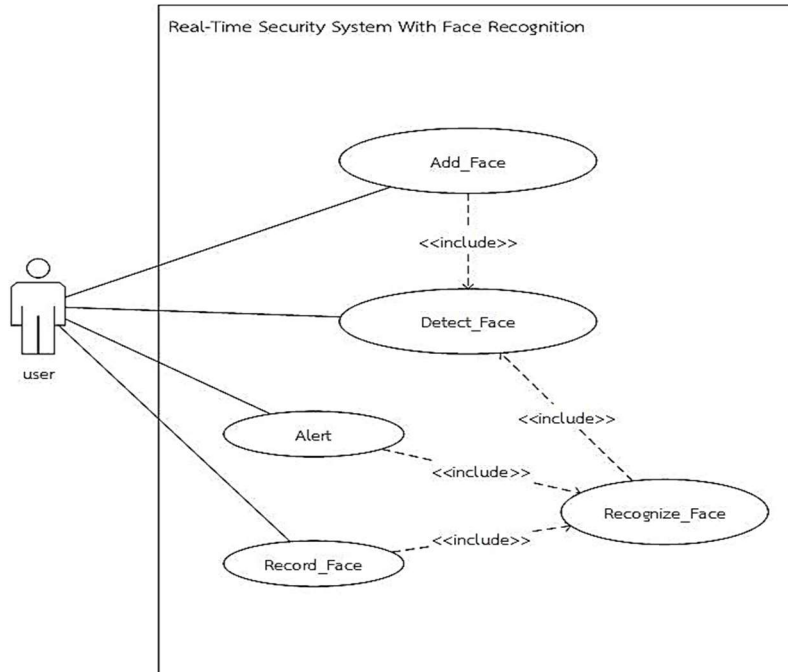 Real-Time Security System With Face Recognition
Add_Face
<<include>>
Detect_Face
user
<<include>>
Alert
<<include>>
Recognize_Face
<<include>>
Record_Face